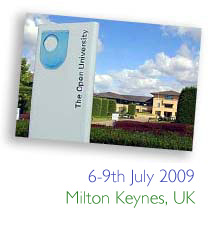 The Open University
6-9th July 2009
Milton Keynes, UK